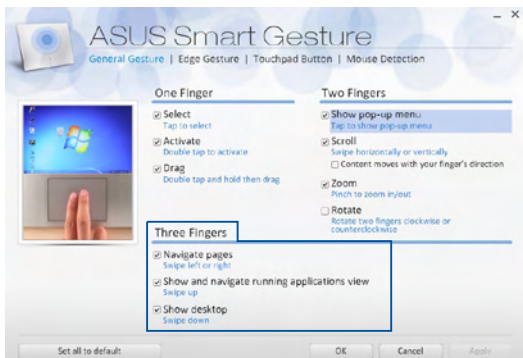 ASUS Smart Gesture
General Gesture | Edge Gesture | Touchpad Button | Mouse Detection
One Finger
Select
Tap to select
Activate
Double tap to activate
Drag
Double tap and hold then drag
Two Fingers
Show pop-up menu
Tap to show pop-up menu
Scroll
Swipe horizontally or vertically
Content moves with your finger's direction
Zoom
Pinch to zoom in/out
Rotate
Rotate two fingers clockwise or
counterclockwise
Three Fingers
Navigate pages
Swipe left or right
Show and navigate running applications view
Swipe up
Show desktop
Swipe down
Set all to default
OK
Cancel
Apply